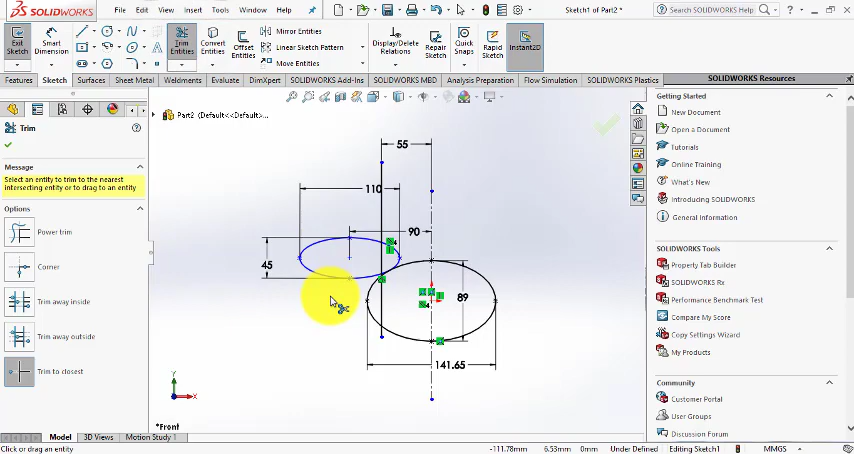 SOLIDWORKS
File Edit View Insert Tools Window Help
Sketch1 of Part2 *
Search SOLIDWORKS Help
Exit Sketch
Smart Dimension
Trim Entities
Convert Entities
Offset Entities
Mirror Entities
Linear Sketch Pattern
Move Entities
Display/Delete Relations
Repair Sketch
Quick Snaps
Rapid Sketch
Instant2D
Features Sketch Surfaces Sheet Metal Weldments Evaluate DimXpert SOLIDWORKS Add-Ins SOLIDWORKS MBD Analysis Preparation Flow Simulation SOLIDWORKS Plastics
SOLIDWORKS Resources
Trim
Message
Select an entity to trim to the nearest
intersecting entity or to drag to an entity
Options
Power trim
Corner
Trim away inside
Trim away outside
Trim to closest
Part2 (Default<<Default>...
55
110
90
45
89
141.65
Y
X
*Front
Getting Started
New Document
Open a Document
Tutorials
Online Training
What's New
Introducing SOLIDWORKS
General Information
SOLIDWORKS Tools
Property Tab Builder
SOLIDWORKS Rx
Performance Benchmark Test
Compare My Score
Copy Settings Wizard
My Products
Community
Customer Portal
User Groups
Discussion Forum
Model 3D Views Motion Study 1
Click or drag an entity
-111.78mm 6.53mm 0mm Under Defined Editing Sketch1 MMGS